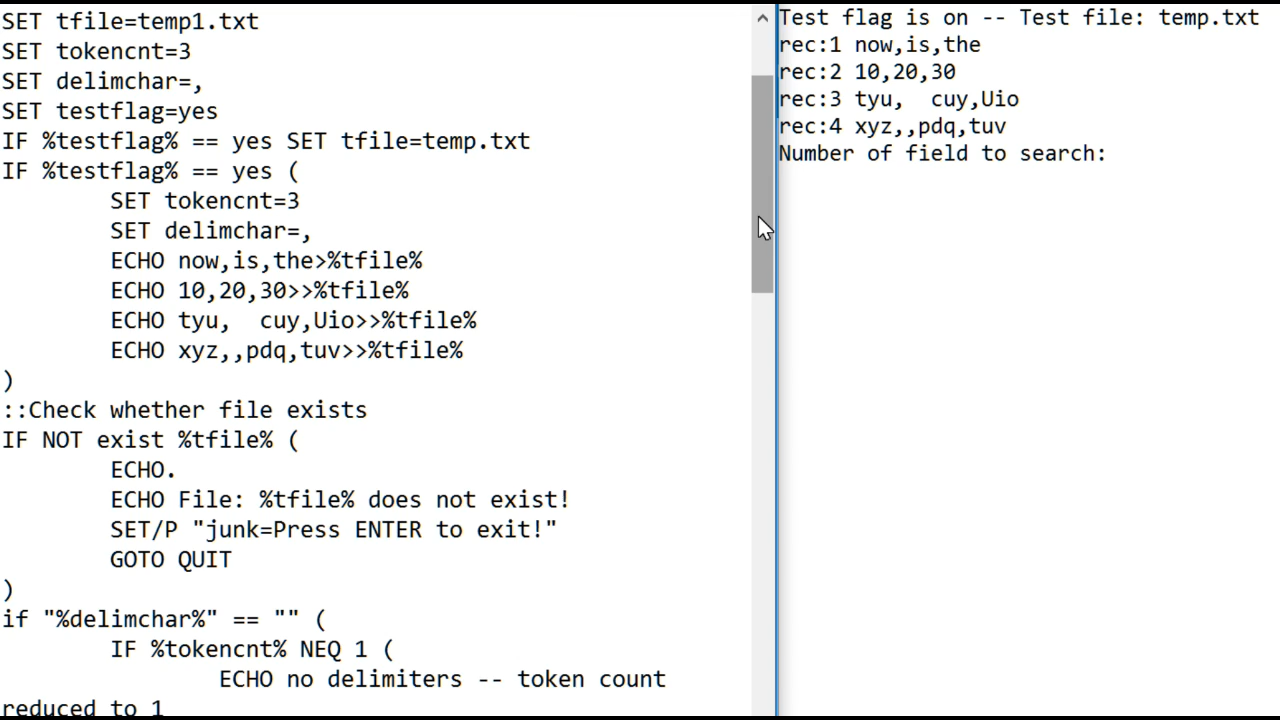 SET tfile=temp1.txt
SET tokencnt=3
SET delimchar=,
SET testflag=yes
IF %testflag% == yes SET tfile=temp.txt
IF %testflag% == yes (
SET tokencnt=3
SET delimchar=,
ECHO now,is,the>%tfile%
ECHO 10,20,30>>%tfile%
ECHO tyu,  cuy,Uio>>%tfile%
ECHO xyz,,pdq,tuv>>%tfile%
)
::Check whether file exists
IF NOT exist %tfile% (
ECHO.
ECHO File: %tfile% does not exist!
SET/P "junk=Press ENTER to exit!"
GOTO QUIT
)
if "%delimchar%" == "" (
IF %tokencnt% NEQ 1 (
ECHO no delimiters -- token count
reduced to 1
Test flag is on -- Test file: temp.txt
rec:1 now,is,the
rec:2 10,20,30
rec:3 tyu,  cuy,Uio
rec:4 xyz,,pdq,tuv
Number of field to search: